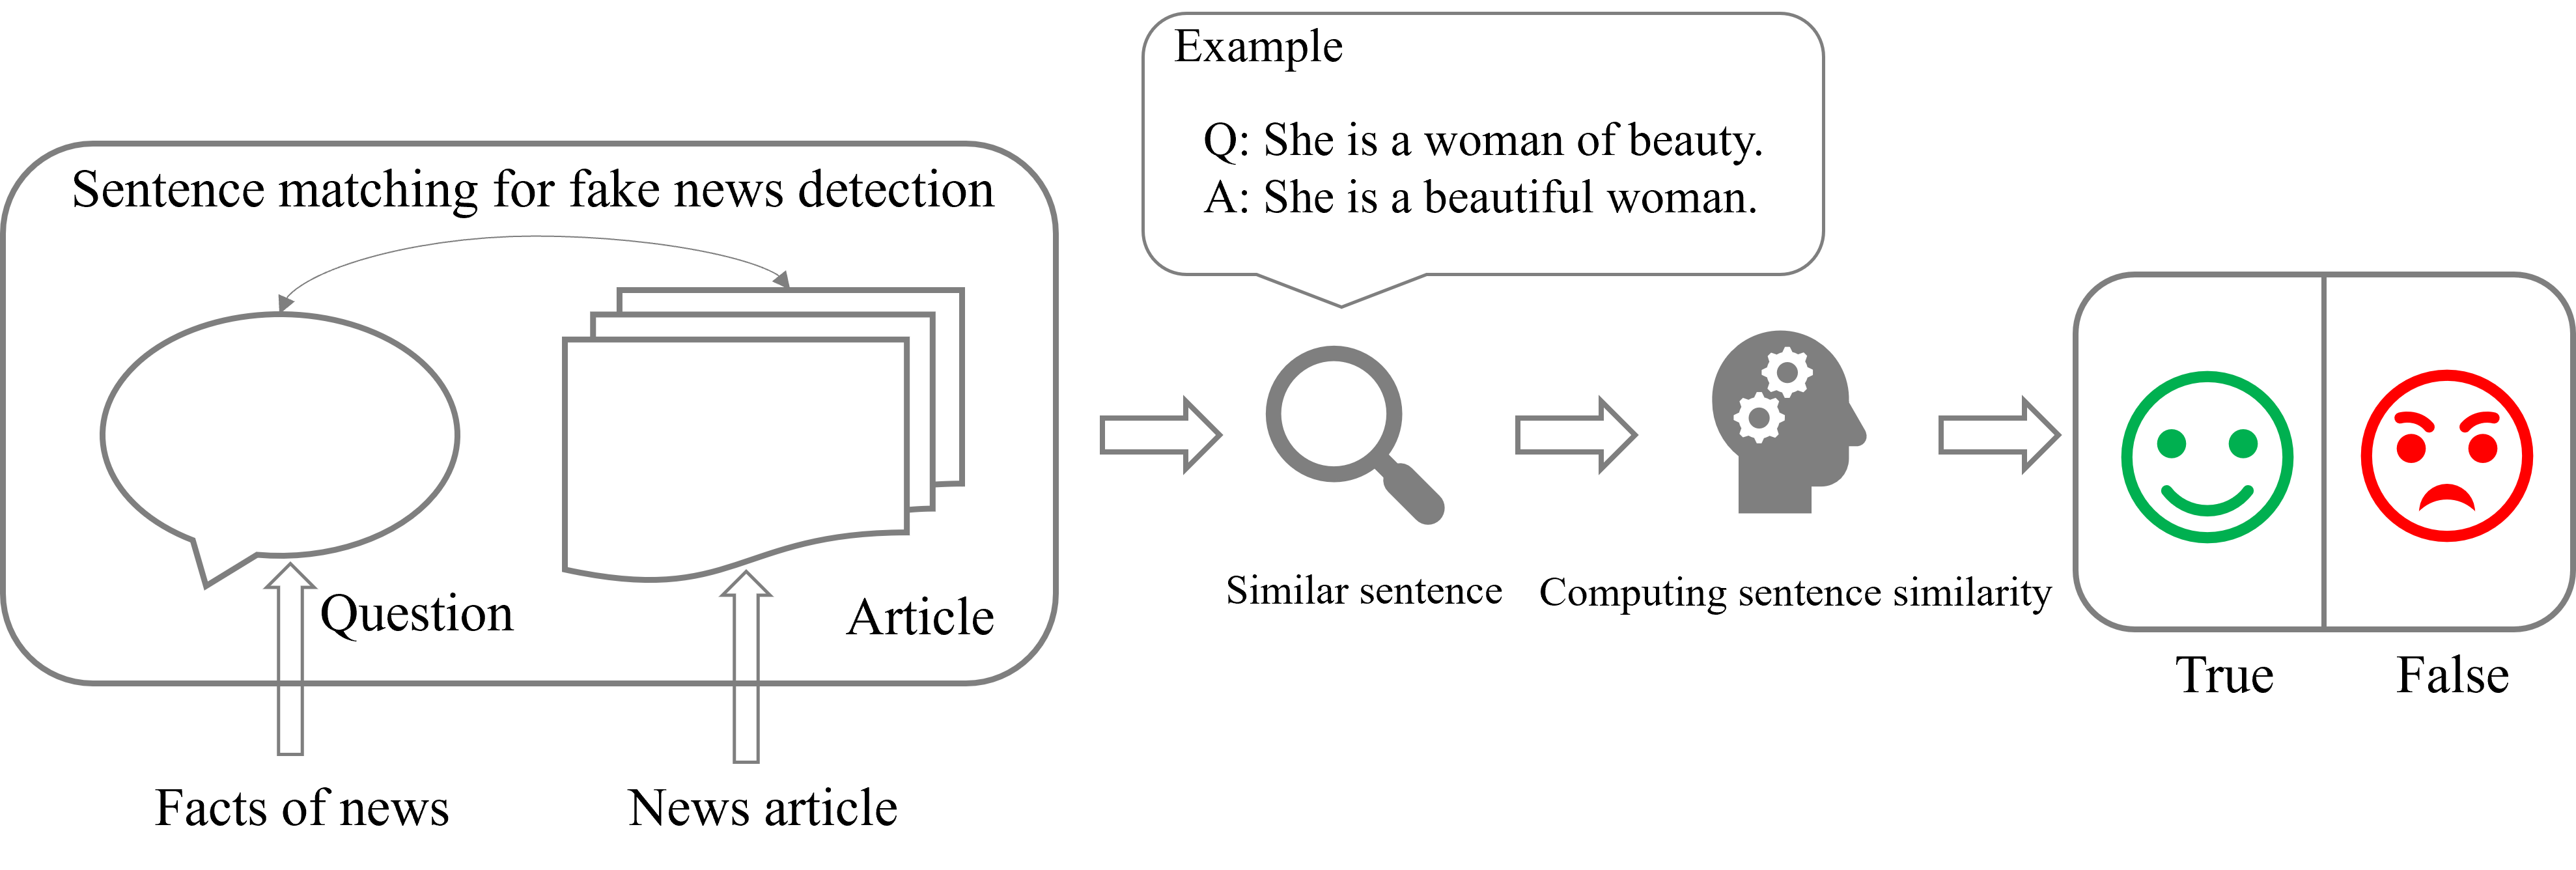 Sentence matching for fake news detection
Question
Article
Facts of news
News article
Example
Q: She is a woman of beauty.
A: She is a beautiful woman.
Similar sentence
Computing sentence similarity
True
False